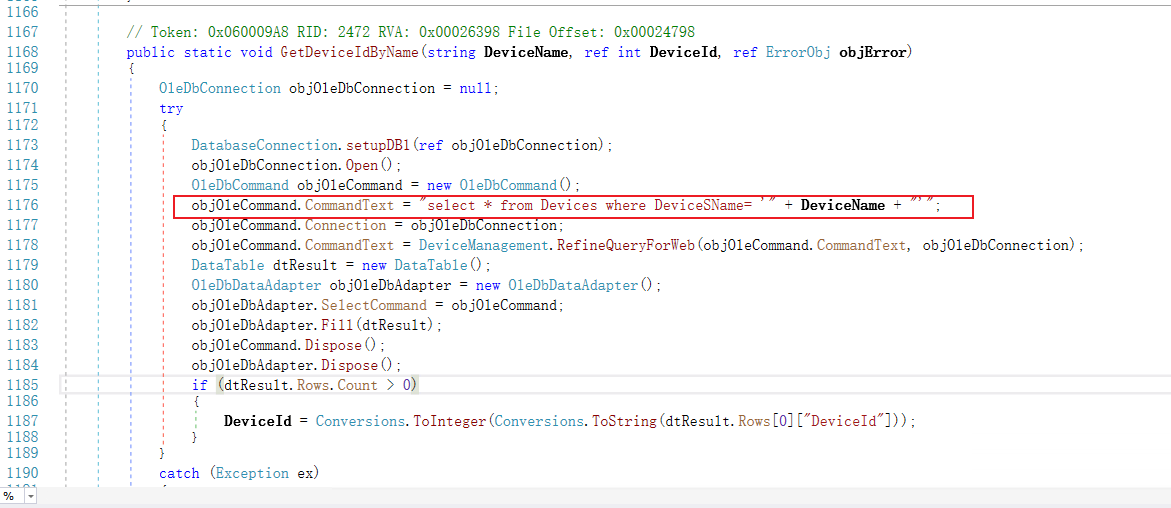 1166
1167 // Token: 0x060009A8 RID: 2472 RVA: 0x00026398 File Offset: 0x00024798
1168 public static void GetDeviceIdByName(string DeviceName, ref int DeviceId, ref ErrorObj objError)
1169 {
1170 OleDbConnection objOleDbConnection = null;
1171 try
1172 {
1173 DatabaseConnection.setupDB1(ref objOleDbConnection);
1174 objOleDbConnection.Open();
1175 OleDbCommand objOleCommand = new OleDbCommand();
1176 objOleCommand.CommandText = "select * from Devices where DeviceSName= '" + DeviceName + "'";
1177 objOleCommand.Connection = objOleDbConnection;
1178 objOleCommand.CommandText = DeviceManagement.RefineQueryForWeb(objOleCommand.CommandText, objOleDbConnection);
1179 DataTable dtResult = new DataTable();
1180 OleDbDataAdapter objOleDbAdapter = new OleDbDataAdapter();
1181 objOleDbAdapter.SelectCommand = objOleCommand;
1182 objOleDbAdapter.Fill(dtResult);
1183 objOleCommand.Dispose();
1184 objOleDbAdapter.Dispose();
1185 if (dtResult.Rows.Count > 0)
1186 {
1187 DeviceId = Conversions.ToInteger(Conversions.ToString(dtResult.Rows[0]["DeviceId"]));
1188 }
1189 }
1190 catch (Exception ex)
%